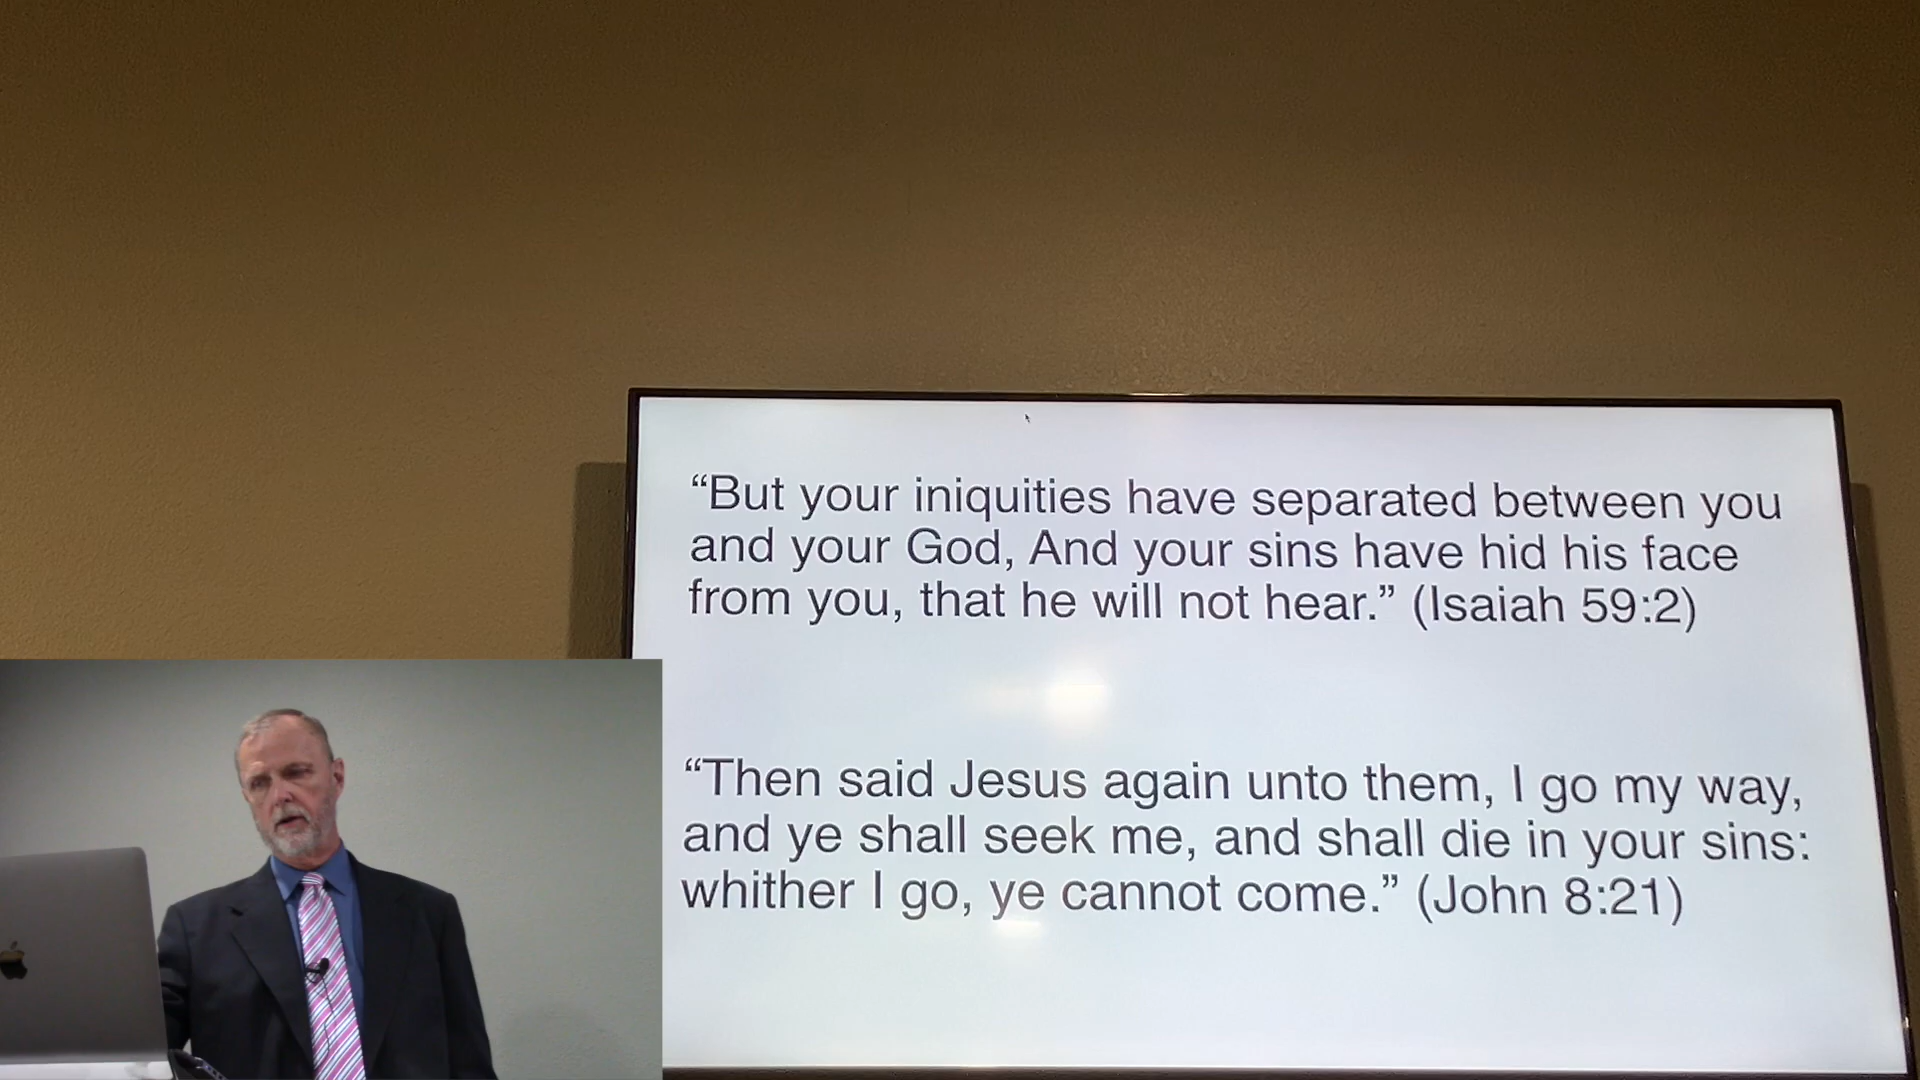 “But your iniquities have separated between you
and your God, And your sins have hid his face
from you, that he will not hear.” (Isaiah 59:2)
“Then said Jesus again unto them, I go my way,
and ye shall seek me, and shall die in your sins:
whither I go, ye cannot come.” (John 8:21)